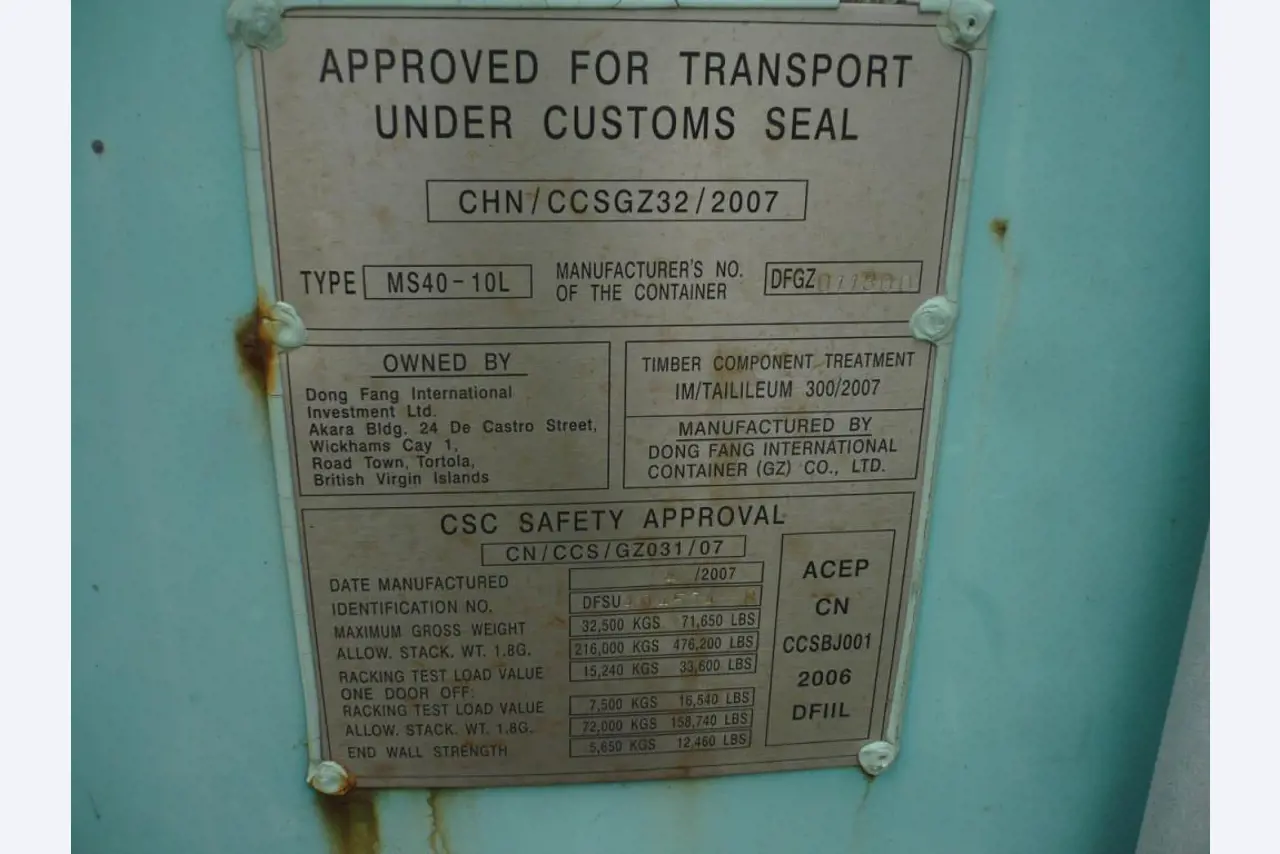 APPROVED FOR TRANSPORT
UNDER CUSTOMS SEAL
CHN/CCSGZ32/2007
TYPE MS40-10L
MANUFACTURER'S NO.
OF THE CONTAINER
DFGZ
OWNED BY
Dong Fang International
Investment Ltd.
Akara Bldg. 24 De Castro Street,
Wickhams Cay 1,
Road Town, Tortola,
British Virgin Islands
TIMBER COMPONENT TREATMENT
IM/TAILILEUM 300/2007
MANUFACTURED BY
DONG FANG INTERNATIONAL
CONTAINER (GZ) CO., LTD.
CSC SAFETY APPROVAL
CN/CCS/GZ031/07
DATE MANUFACTURED /2007
IDENTIFICATION NO. DFSU
MAXIMUM GROSS WEIGHT 32,500 KGS 71,650 LBS
ALLOW. STACK. WT. 1.8G. 216,000 KGS 476,200 LBS
RACKING TEST LOAD VALUE 15,240 KGS 33,600 LBS
ONE DOOR OFF:
RACKING TEST LOAD VALUE 7,500 KGS 16,540 LBS
ALLOW. STACK. WT. 1.8G. 72,000 KGS 158,740 LBS
END WALL STRENGTH 5,650 KGS 12,460 LBS
ACEP
CN
CCSBJ001
2006
DFIIL